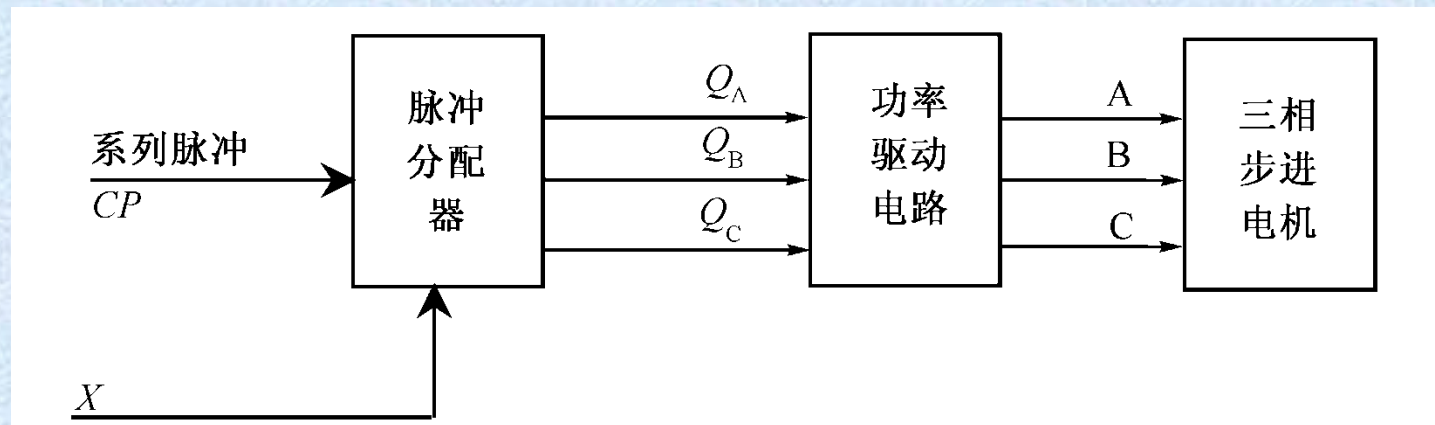 系列脉冲
CP
X
脉冲
分配
器
Q_A
Q_B
Q_C
功率
驱动
电路
A
B
C
三相
步进
电机